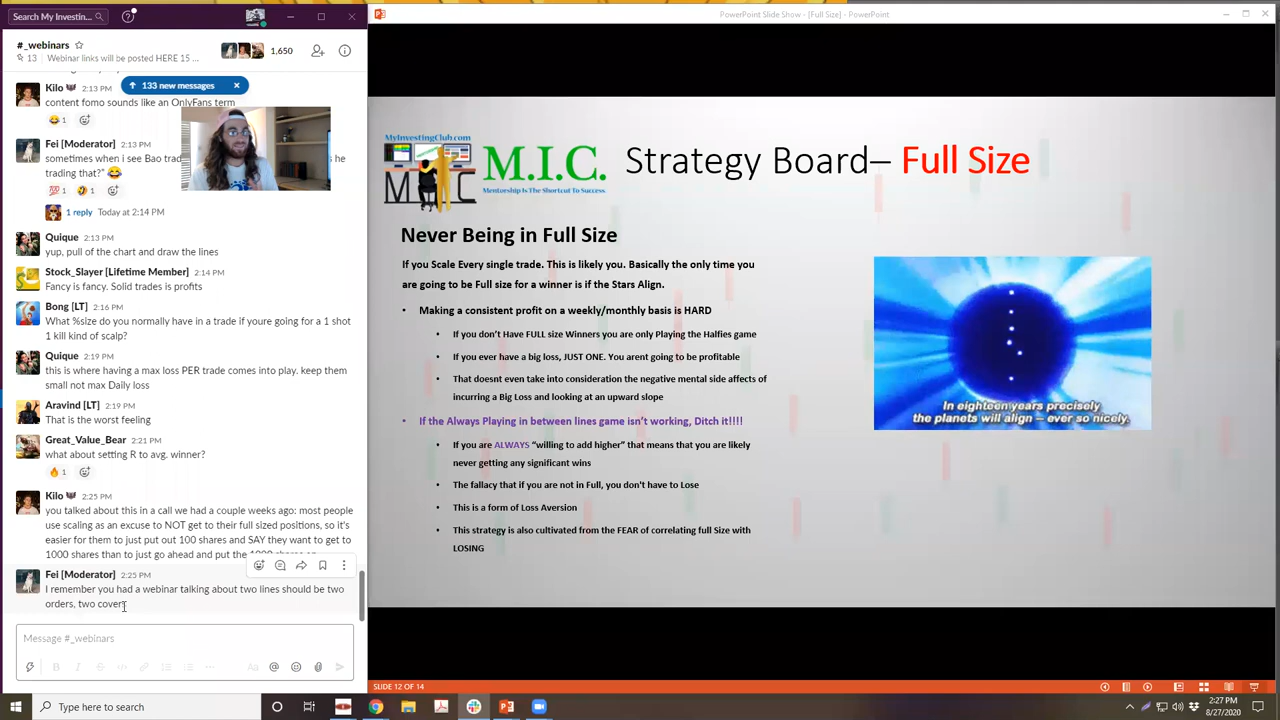 Search My Investin...
#_webinars
13 Webinar links will be posted HERE 15 ...
1,650
133 new messages
Kilo 2:13 PM
content fomo sounds like an OnlyFans term
1
Fei [Moderator] 2:13 PM
sometimes when i see Bao trad
s he
trading that?"
1 1
1 reply Today at 2:14 PM
Quique 2:13 PM
yup, pull of the chart and draw the lines
Stock_Slayer [Lifetime Member] 2:14 PM
Fancy is fancy. Solid trades is profits
Bong [LT] 2:16 PM
What %size do you normally have in a trade if youre going for a 1 shot
1 kill kind of scalp?
Quique 2:19 PM
this is where having a max loss PER trade comes into play. keep them
small not max Daily loss
Aravind [LT] 2:19 PM
That is the worst feeling
Great_Value_Bear 2:21 PM
what about setting R to avg. winner?
1
Kilo 2:25 PM
you talked about this in a call we had a couple weeks ago: most people
use scaling as an excuse to NOT get to their full sized positions, so it's
easier for them to just put out 100 shares and SAY they want to get to
1000 shares than to just go ahead and put the 1000 shares on
Fei [Moderator] 2:25 PM
I remember you had a webinar talking about two lines should be two
orders, two covers
Message #_webinars
PowerPoint Slide Show - [Full Size] - PowerPoint
MyInvestingClub.com
MIC
M.I.C.
Mentorship Is The Shortcut To Success.
Strategy Board– Full Size
Never Being in Full Size
If you Scale Every single trade. This is likely you. Basically the only time you
are going to be Full size for a winner is if the Stars Align.
• Making a consistent profit on a weekly/monthly basis is HARD
• If you don't Have FULL size Winners you are only Playing the Halfies game
• If you ever have a big loss, JUST ONE. You arent going to be profitable
• That doesnt even take into consideration the negative mental side affects of
incurring a Big Loss and looking at an upward slope
• If the Always Playing in between lines game isn't working, Ditch it!!!!
• If you are ALWAYS "willing to add higher" that means that you are likely
never getting any significant wins
• The fallacy that if you are not in Full, you don't have to Lose
• This is a form of Loss Aversion
• This strategy is also cultivated from the FEAR of correlating full Size with
LOSING
In eighteen years precisely
the planets will align – ever so nicely.
SLIDE 12 OF 14
Type here to search
2:27 PM
8/27/2020